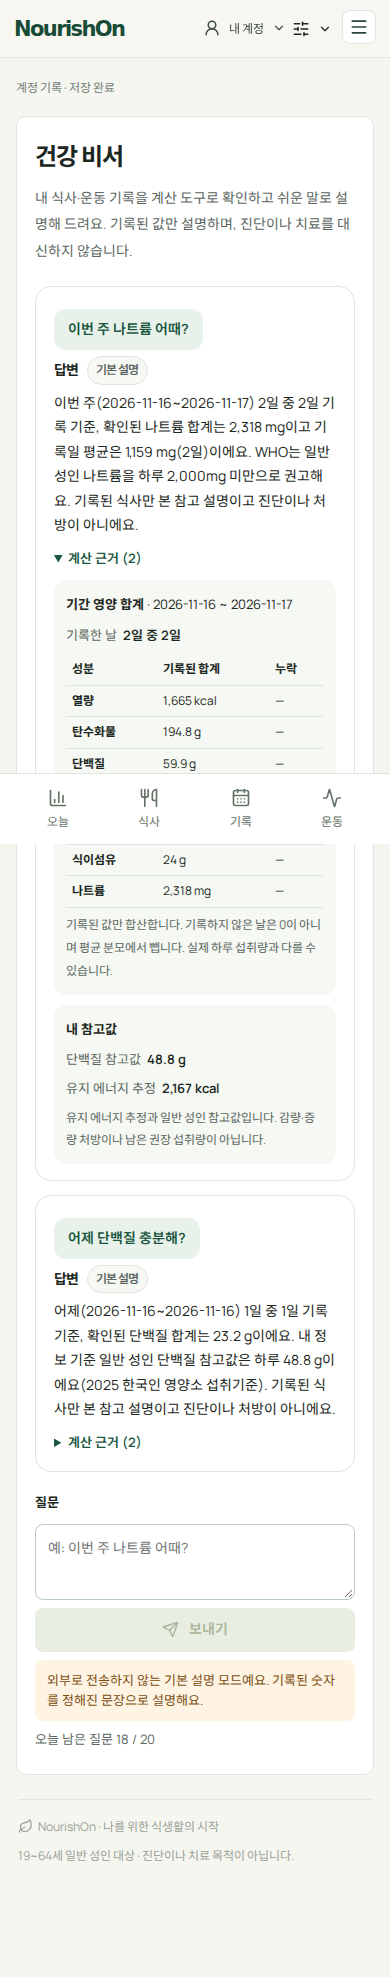 NourishOn
내 계정
계정 기록 · 저장 완료
건강 비서
내 식사·운동 기록을 계산 도구로 확인하고 쉬운 말로 설
명해 드려요. 기록된 값만 설명하며, 진단이나 치료를 대
신하지 않습니다.
이번 주 나트륨 어때?
답변 기본 설명
이번 주(2026-11-16~2026-11-17) 2일 중 2일 기
록 기준, 확인된 나트륨 합계는 2,318 mg이고 기
록일 평균은 1,159 mg(2일)이에요. WHO는 일반
성인 나트륨을 하루 2,000mg 미만으로 권고해
요. 기록된 식사만 본 참고 설명이고 진단이나 처
방이 아니에요.
▼ 계산 근거 (2)
기간 영양 합계 · 2026-11-16 ~ 2026-11-17
기록한 날 2일 중 2일
성분 기록된 합계 누락
열량 1,665 kcal –
탄수화물 194.8 g –
단백질 59.9 g –
오늘 식사 기록 운동
식이섬유 24 g –
나트륨 2,318 mg –
기록된 값만 합산합니다. 기록하지 않은 날은 0이 아니
며 평균 분모에서 뺍니다. 실제 하루 섭취량과 다를 수
있습니다.
내 참고값
단백질 참고값 48.8 g
유지 에너지 추정 2,167 kcal
유지 에너지 추정과 일반 성인 참고값입니다. 감량·증
량 처방이나 남은 권장 섭취량이 아닙니다.
어제 단백질 충분해?
답변 기본 설명
어제(2026-11-16~2026-11-16) 1일 중 1일 기록
기준, 확인된 단백질 합계는 23.2 g이에요. 내 정
보 기준 일반 성인 단백질 참고값은 하루 48.8 g이
에요(2025 한국인 영양소 섭취기준). 기록된 식
사만 본 참고 설명이고 진단이나 처방이 아니에요.
▶ 계산 근거 (2)
질문
예: 이번 주 나트륨 어때?
보내기
외부로 전송하지 않는 기본 설명 모드예요. 기록된 숫자
를 정해진 문장으로 설명해요.
오늘 남은 질문 18 / 20
NourishOn · 나를 위한 식생활의 시작
19~64세 일반 성인 대상 · 진단이나 치료 목적이 아닙니다.